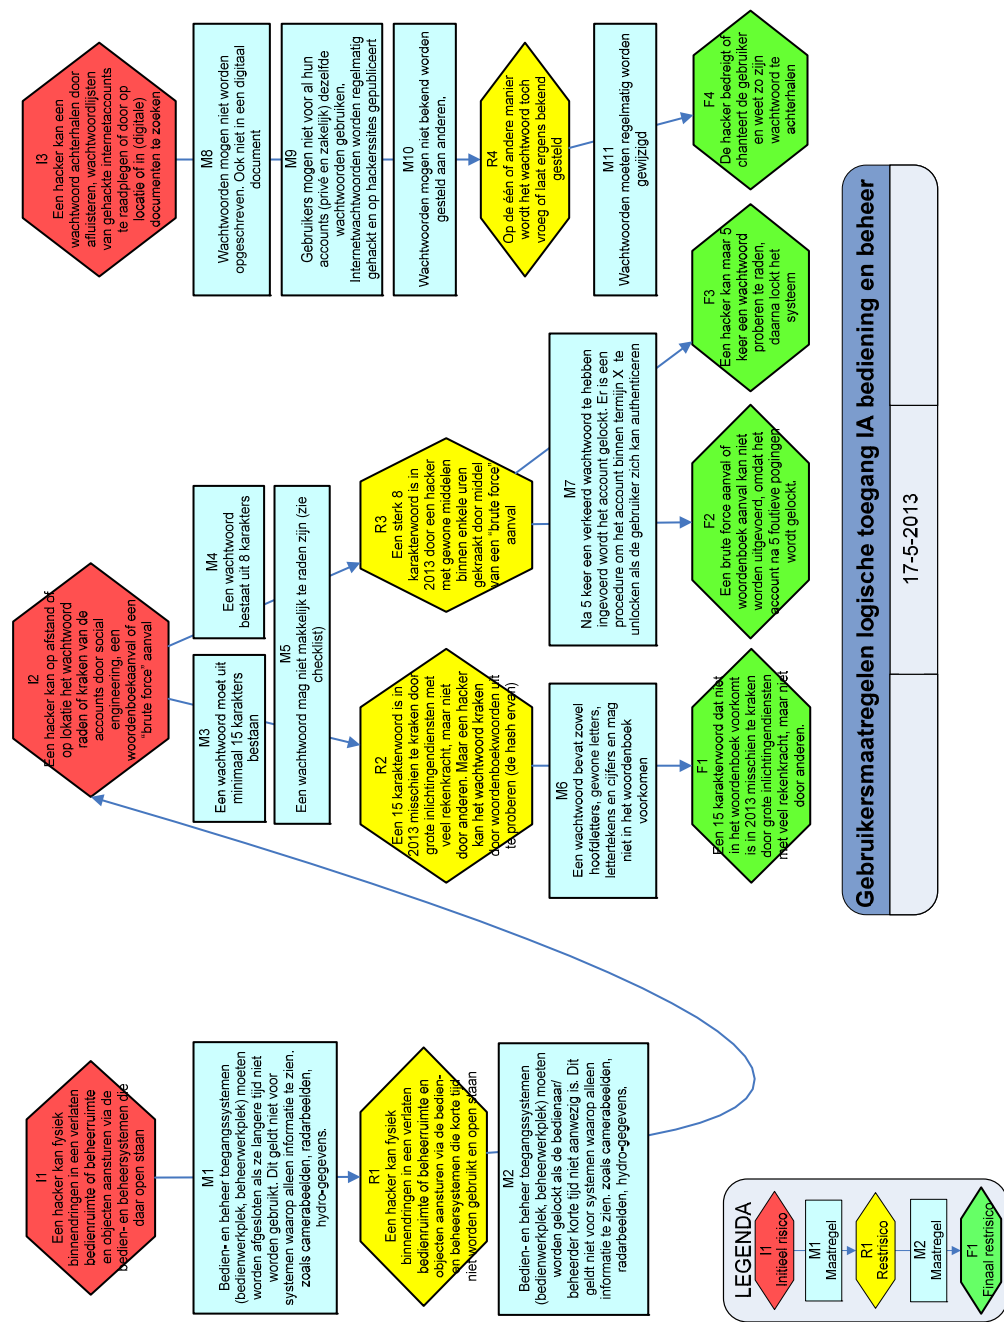 I1
Een hacker kan fysiek
binnendringen in een verlaten
bedienruimte of beheerruimte
en objecten aansturen via de
bedien- en beheersystemen die
daar open staan
M1
Bedien- en beheer toegangssystemen
(bedienwerkplek, beheerwerkplek) moeten
worden afgesloten als ze langere tijd niet
worden gebruikt. Dit geldt niet voor
systemen waarop alleen informatie te zien.
zoals camerabeelden, radarbeelden,
hydro-gegevens.
R1
Een hacker kan fysiek
binnendringen in een verlaten
bedienruimte of beheerruimte en
objecten aansturen via de bedien-
en beheersystemen die korte tijd
niet worden gebruikt en open staan
M2
Bedien- en beheer toegangssystemen
(bedienwerkplek, beheerwerkplek) moeten
worden gelockt als de bedienaar/
beheerder korte tijd niet aanwezig is. Dit
geldt niet voor systemen waarop alleen
informatie te zien. zoals camerabeelden,
radarbeelden, hydro-gegevens.
I2
Een hacker kan op afstand of
op lokatie het wachtwoord
raden of kraken van de
accounts door social
engineering, een
woordenboekaanval of een
“brute force” aanval
M3
Een wachtwoord moet uit
minimaal 15 karakters
bestaan
M4
Een wachtwoord
bestaat uit 8 karakters
M5
Een wachtwoord mag niet makkelijk te raden zijn (zie
checklist)
R2
Een 15 karakterwoord is in
2013 misschien te kraken door
grote inlichtingendiensten met
veel rekenkracht, maar niet
door anderen. Maar een hacker
kan het wachtwoord kraken
door woordenboekwoorden uit
te proberen (de hash erven)
R3
Een sterk 8
karakterwoord is in
2013 door een hacker
met gewone middelen
binnen enkele uren
gekraakt door middel
van een “brute force”
aanval
M6
Een wachtwoord bevat zowel
hoofdletters, gewone letters,
lettertekens en cijfers en mag
niet in het woordenboek
voorkomen
M7
Na 5 keer een verkeerd wachtwoord te hebben
ingevoerd wordt het account gelockt. Er is een
procedure om het account binnen termijn X te
unlocken als de gebruiker zich kan authenticeren
F1
Een 15 karakterwoord dat niet
in het woordenboek voorkomt
is in 2013 misschien te kraken
door grote inlichtingendiensten
met veel rekenkracht, maar niet
door anderen.
F2
Een brute force aanval of
woordenboek aanval kan niet
worden uitgevoerd, omdat het
account na 5 foutieve pogingen
wordt gelockt.
F3
Een hacker kan maar 5
keer een wachtwoord
proberen te raden,
daarna lockt het
systeem
I3
Een hacker kan een
wachtwoord achterhalen door
afluisteren, wachtwoordlijsten
van gehackte internetaccounts
te raadplegen of door op
locatie of in (digitale)
documenten te zoeken
M8
Wachtwoorden mogen niet worden
opgeschreven. Ook niet in een digitaal
document
M9
Gebruikers mogen niet voor al hun
accounts (privé en zakelijk) dezelfde
wachtwoorden gebruiken.
Internetwachtwoorden worden regelmatig
gehackt en op hackerssites gepubliceert
M10
Wachtwoorden mogen niet bekend worden
gesteld aan anderen.
R4
Op de één of andere manier
wordt het wachtwoord toch
vroeg of laat ergens bekend
gesteld
M11
Wachtwoorden moeten regelmatig worden
gewijzigd
F4
De hacker bedreigt of
chanteert de gebruiker
en weet zo zijn
wachtwoord te
achterhalen
LEGENDA
I1
Initieel risico
M1
Maatregel
R1
Restrisico
M2
Maatregel
F1
Finaal restrisico
Gebruikersmaatregelen logische toegang IA bediening en beheer
17-5-2013